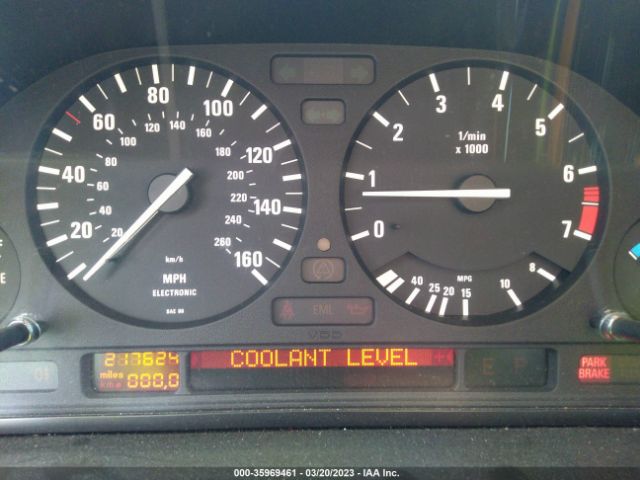 80
100
60
120
40
140
20
160
120 140
100 160
80 180
60 200
40 220
20 240
260
km/h
MPH
ELECTRONIC
3 4
2 5
1/min
x 1000
1 6
0 7
MPG
40 25 20 15 10 8
EML
VDO
217624
miles
000,0
COOLANT LEVEL
PARK
BRAKE
000-35969461 - 03/20/2023 - IAA Inc.